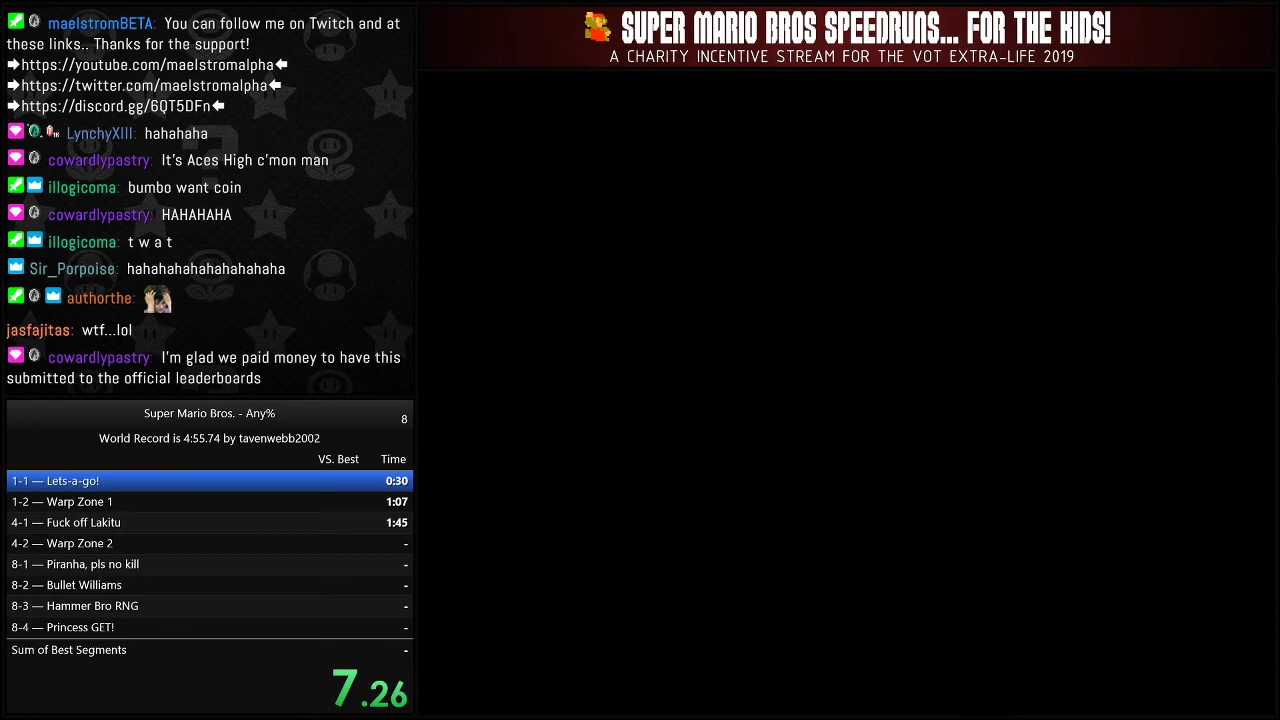 maelstromBETA: You can follow me on Twitch and at
these links.. Thanks for the support!
➡https://youtube.com/maelstromalpha⬅
➡https://twitter.com/maelstromalpha⬅
➡https://discord.gg/6QT5DFn⬅
LynchyXIII: hahahaha
cowardlypastry: It's Aces High c'mon man
illogicoma: bumbo want coin
cowardlypastry: HAHAHAHA
illogicoma: t w a t
Sir_Porpoise: hahahahahahahahaha
authorthe:
jasfajitas: wtf...lol
cowardlypastry: I'm glad we paid money to have this
submitted to the official leaderboards
Super Mario Bros. - Any%
8
World Record is 4:55.74 by tavenwebb2002
VS. Best Time
1-1 — Lets-a-go! 0:30
1-2 — Warp Zone 1 1:07
4-1 — Fuck off Lakitu 1:45
4-2 — Warp Zone 2 -
8-1 — Piranha, pls no kill -
8-2 — Bullet Williams -
8-3 — Hammer Bro RNG -
8-4 — Princess GET! -
Sum of Best Segments -
7.26
SUPER MARIO BROS SPEEDRUNS... FOR THE KIDS!
A CHARITY INCENTIVE STREAM FOR THE VOT EXTRA-LIFE 2019